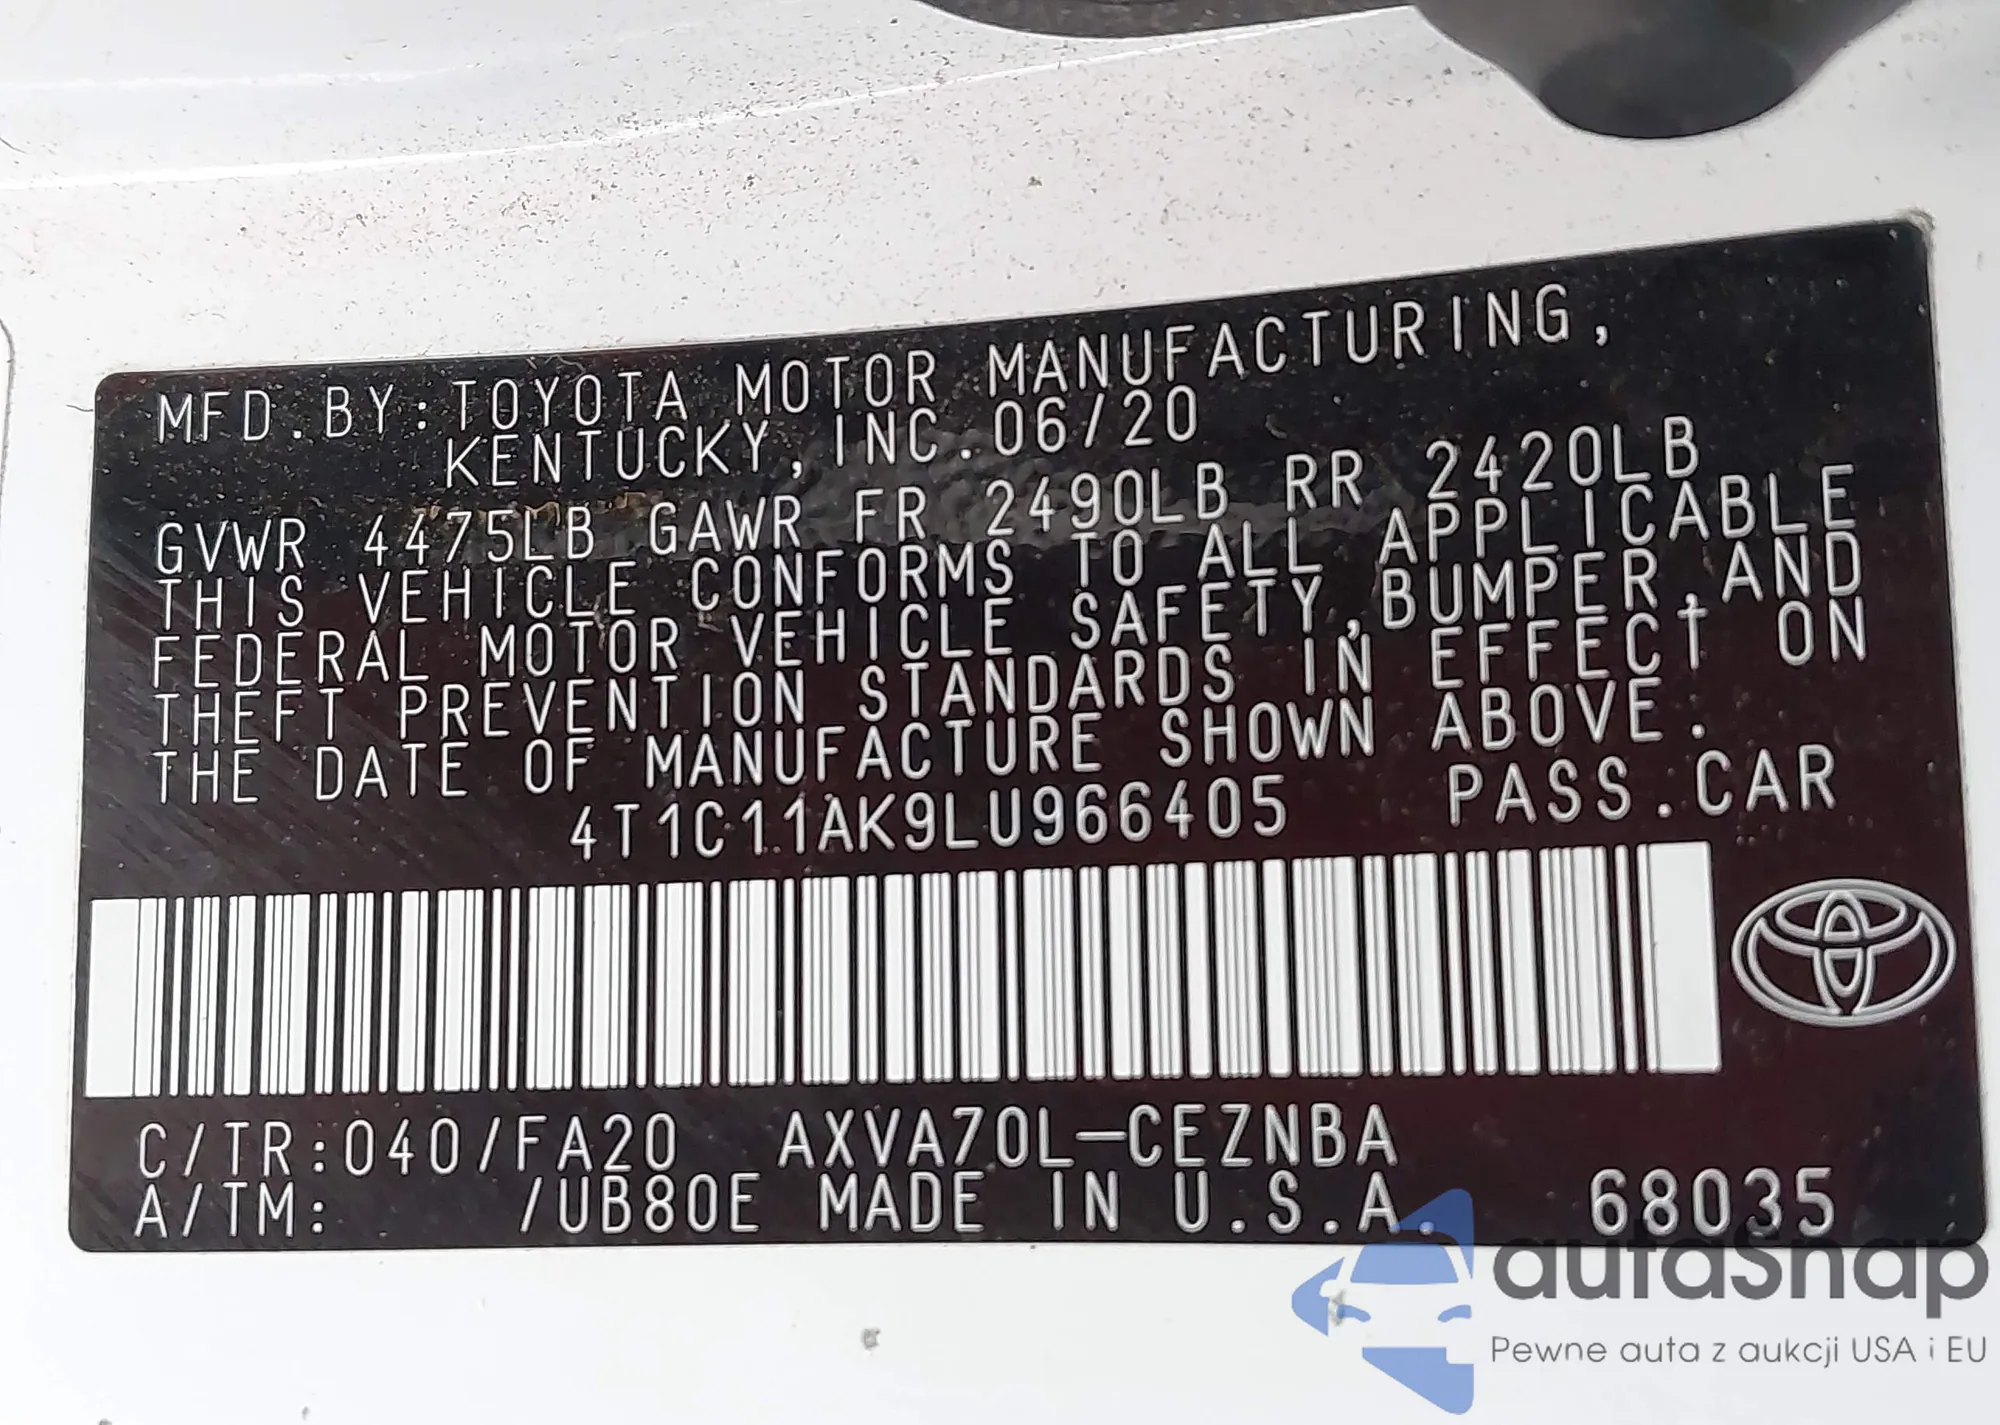 MFD.BY:TOYOTA MOTOR MANUFACTURING,
KENTUCKY,INC.06/20
GVWR 4475LB GAWR FR 2490LB RR 2420LB
THIS VEHICLE CONFORMS TO ALL APPLICABLE
FEDERAL MOTOR VEHICLE SAFETY,BUMPER,AND
THEFT PREVENTION STANDARDS IN EFFECT ON
THE DATE OF MANUFACTURE SHOWN ABOVE.
4T1C11AK9LU966405 PASS.CAR
C/TR:040/FA20 AXVA70L-CEZNBA
A/TM: /UB80E MADE IN U.S.A. 68035
autaSnap
Pewne auta z aukcji USA i EU